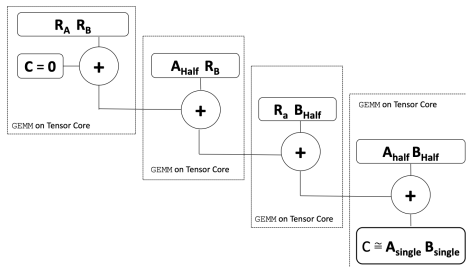 R_A R_B
C = 0
+
GEMM on Tensor Core
A_Half R_B
+
GEMM on Tensor Core
R_a B_Half
+
GEMM on Tensor Core
GEMM on Tensor Core
A_half B_Half
+
C ≅ A_single B_single